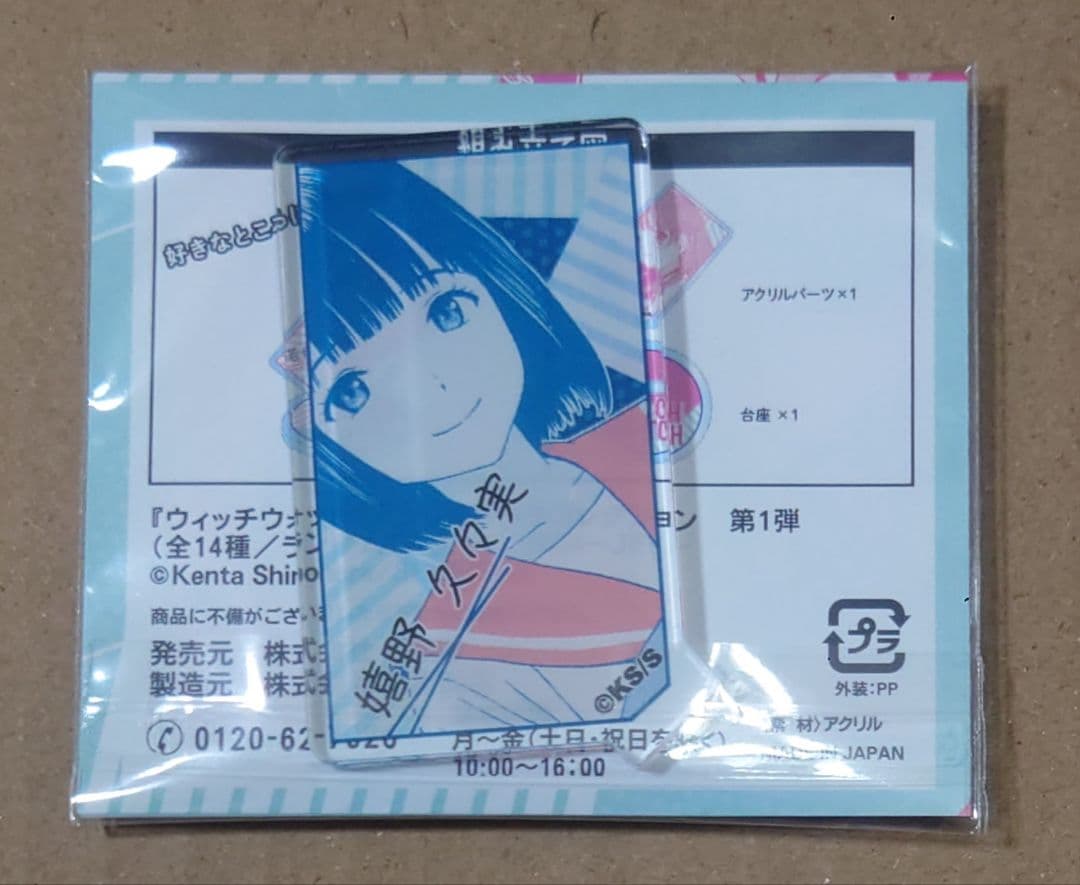 好きなとこ
アクリルパーツ×1
台座 ×1
嬉野 久々実
©KS/S
『ウィッチウォッ
ョン 第1弾
(全14種/ラン
©Kenta Shino
商品に不備がござい
発売元 株式
製造元 株式
0120-62-
月~金(土日・祝日を
10:00~16:00
プラ
外装:PP
材〉アクリル
IN JAPAN